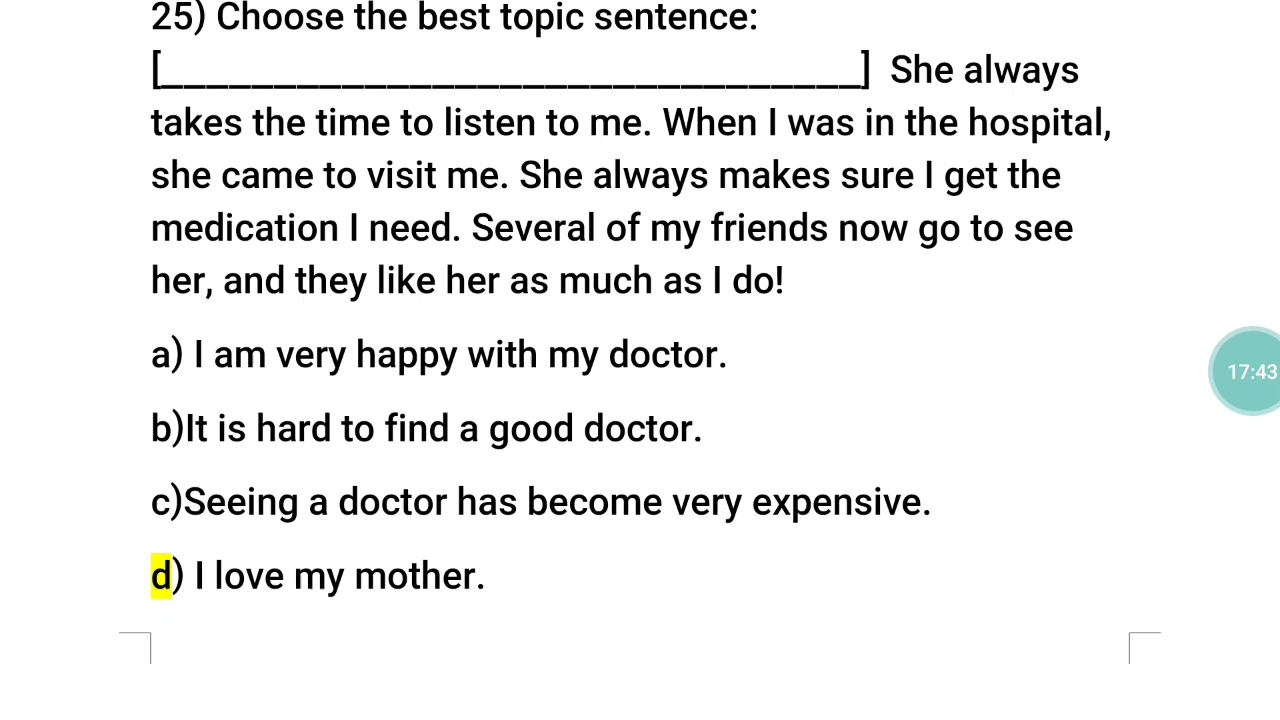 25) Choose the best topic sentence:
[_______________________________] She always
takes the time to listen to me. When I was in the hospital,
she came to visit me. She always makes sure I get the
medication I need. Several of my friends now go to see
her, and they like her as much as I do!
a) I am very happy with my doctor.
17:43
b)It is hard to find a good doctor.
c)Seeing a doctor has become very expensive.
d) I love my mother.